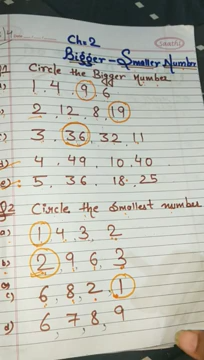 Ch:2
saathi
Bigger - Smaller Number
Q1 Circle the Bigger Number.
a) 1 . 4 . 9 . 6
2 . 12 . 8 . 19
c) 3 . 36 . 32 . 11
d) 4 . 49 . 10 . 40
e) 5 . 36 . 18 . 25
Q2 Circle the Smallest number
a) 1 , 4 , 3 , 2
b) 2 , 9 , 6 , 3
c) 6 , 8 , 2 , 1
d) 6 , 7 , 8 , 9